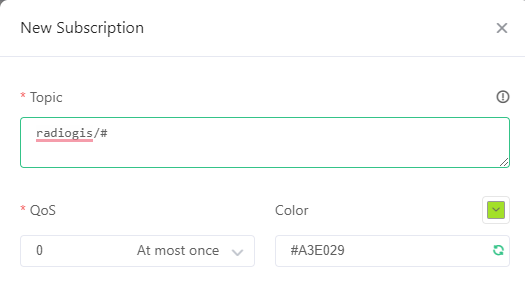 New Subscription
* Topic
radiogis/#
* QoS
Color
0
At most once
#A3E029